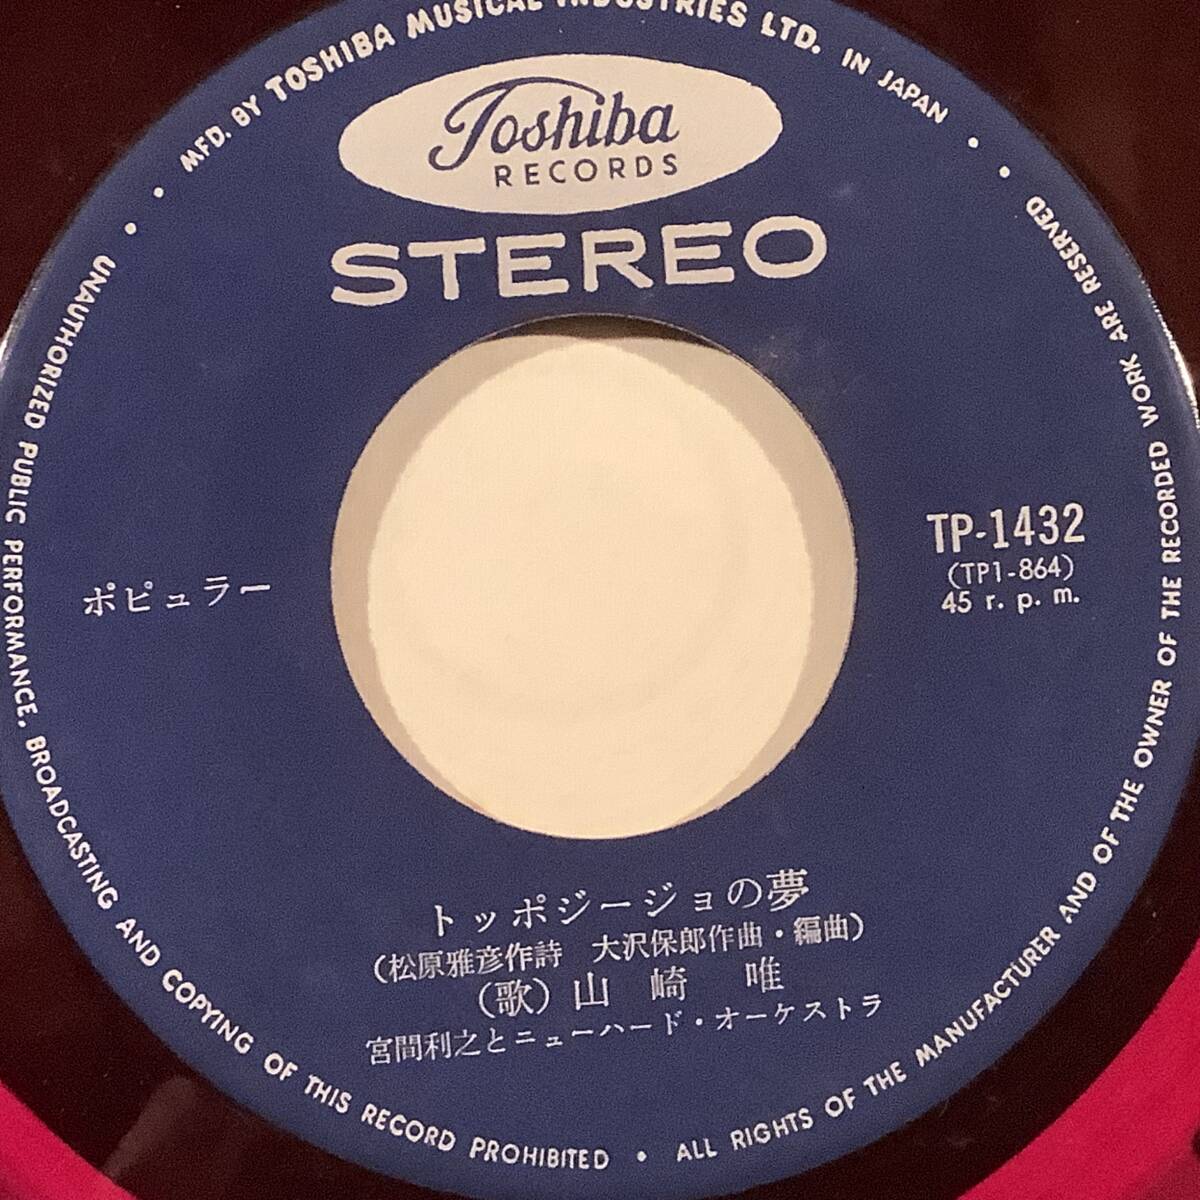 MFD. BY TOSHIBA MUSICAL INDUSTRIES LTD. IN JAPAN •
Toshiba
RECORDS
STEREO
ポピュラー
TP-1432
(TP1-864)
45 r. p. m.
トッポジージョの夢
(松原雅彦作詩 大沢保郎作曲・編曲)
(歌) 山崎 唯
宮間利之とニューハード・オーケストラ
• UNAUTHORIZED PUBLIC PERFORMANCE, BROADCASTING AND COPYING OF THIS RECORD PROHIBITED • ALL RIGHTS OF THE MANUFACTURER AND OF THE OWNER OF THE RECORDED WORK ARE RESERVED •